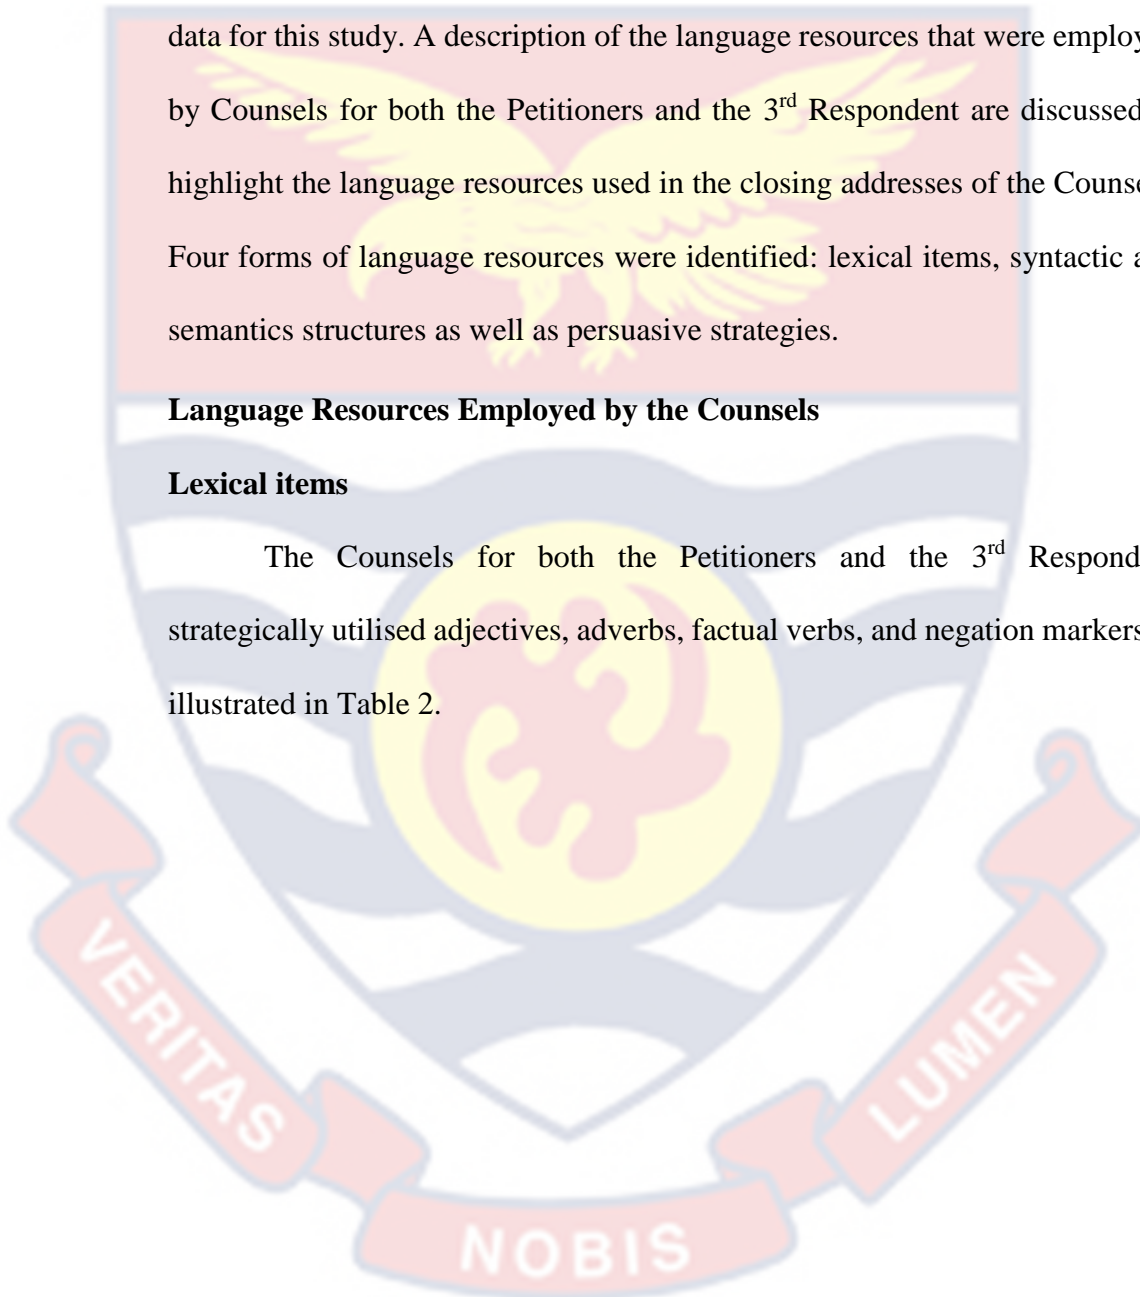 data for this study. A description of the language resources that were employ
by Counsels for both the Petitioners and the 3rd Respondent are discussed
highlight the language resources used in the closing addresses of the Counse
Four forms of language resources were identified: lexical items, syntactic a
semantics structures as well as persuasive strategies.
Language Resources Employed by the Counsels
Lexical items
The Counsels for both the Petitioners and the 3rd Respond
strategically utilised adjectives, adverbs, factual verbs, and negation markers
illustrated in Table 2.
VERITAS
NOBIS
LUMEN